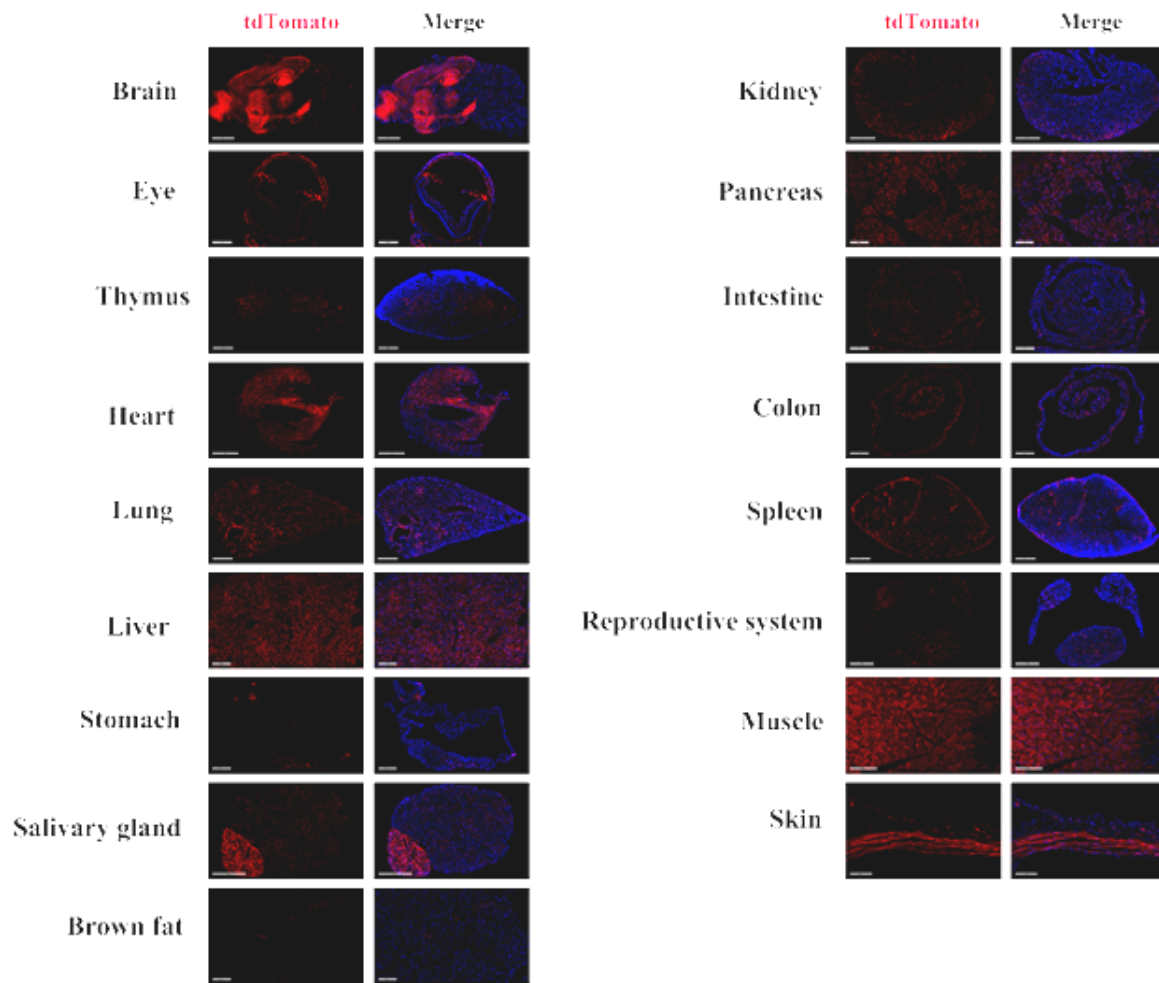 tdTomato Merge
Brain
Eye
Thymus
Heart
Lung
Liver
Stomach
Salivary gland
Brown fat
tdTomato Merge
Kidney
Pancreas
Intestine
Colon
Spleen
Reproductive system
Muscle
Skin